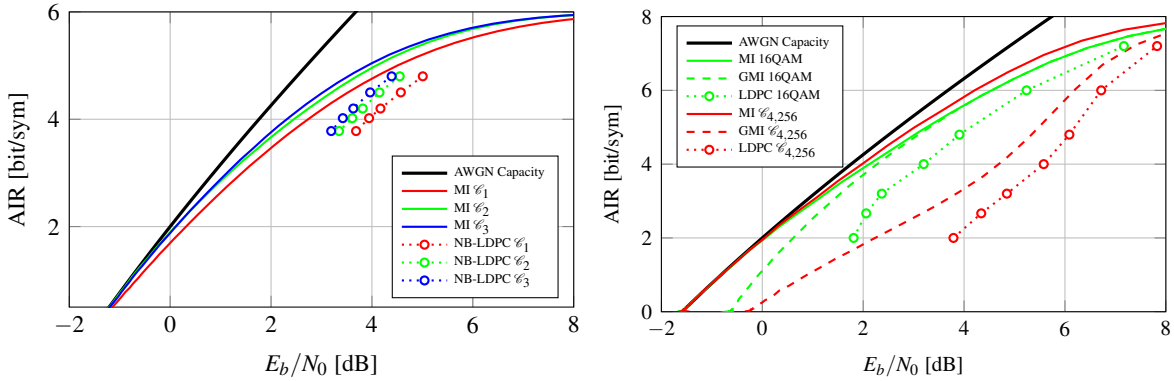 6
4
2
AIR [bit/sym]
AWGN Capacity
MI 𝒞₁
MI 𝒞₂
MI 𝒞₃
NB-LDPC 𝒞₁
NB-LDPC 𝒞₂
NB-LDPC 𝒞₃
−2 0 2 4 6 8
E_b/N_0 [dB]
8
6
4
2
0
AIR [bit/sym]
AWGN Capacity
MI 16QAM
GMI 16QAM
LDPC 16QAM
MI 𝒞₄,₂₅₆
GMI 𝒞₄,₂₅₆
LDPC 𝒞₄,₂₅₆
−2 0 2 4 6 8
E_b/N_0 [dB]